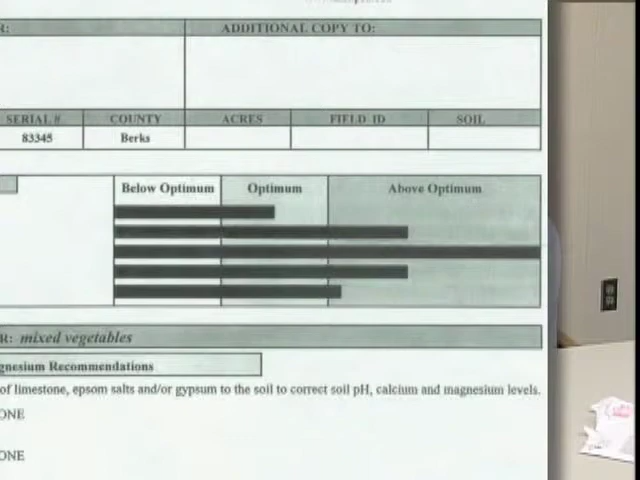 R: ADDITIONAL COPY TO:
SERIAL # COUNTY ACRES FIELD ID SOIL
83345 Berks
Below Optimum Optimum Above Optimum
R: mixed vegetables
gnesium Recommendations
of limestone, epsom salts and/or gypsum to the soil to correct soil pH, calcium and magnesium levels.
ONE
ONE